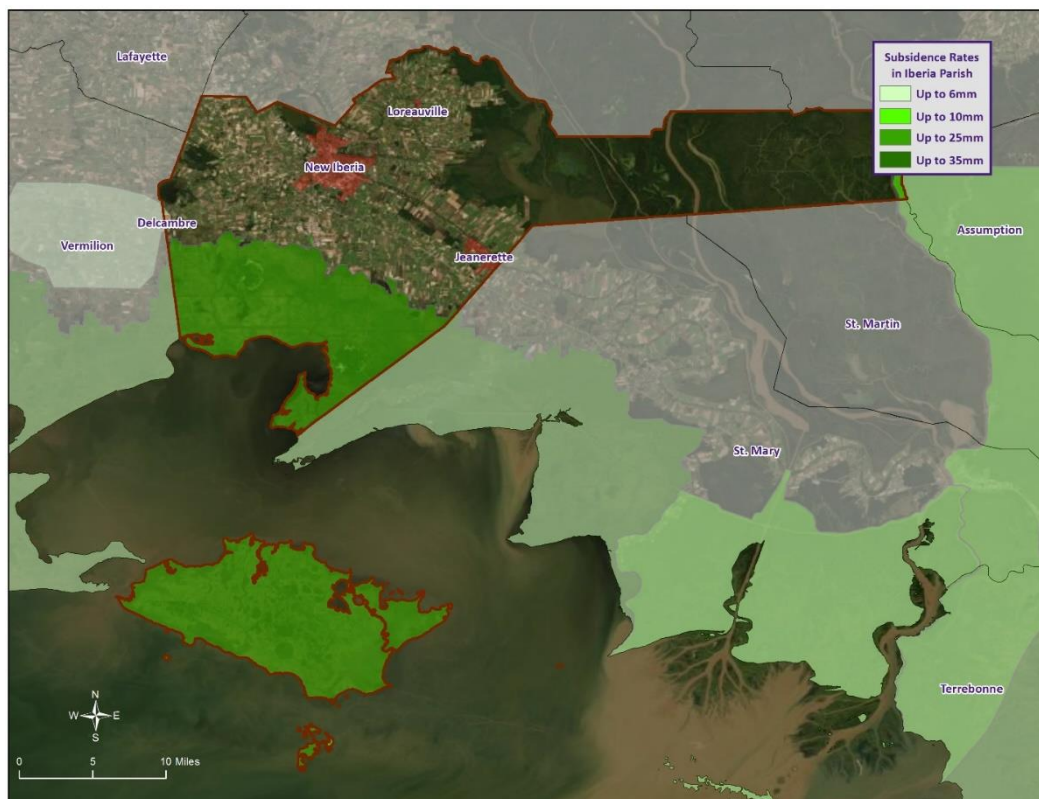 Lafayette
Subsidence Rates
in Iberia Parish
Up to 6mm
Up to 10mm
Up to 25mm
Up to 35mm
Loreauville
New Iberia
Delcambre
Vermilion
Assumption
Jeanerette
St. Martin
St. Mary
Terrebonne
N
W E
S
0 5 10 Miles